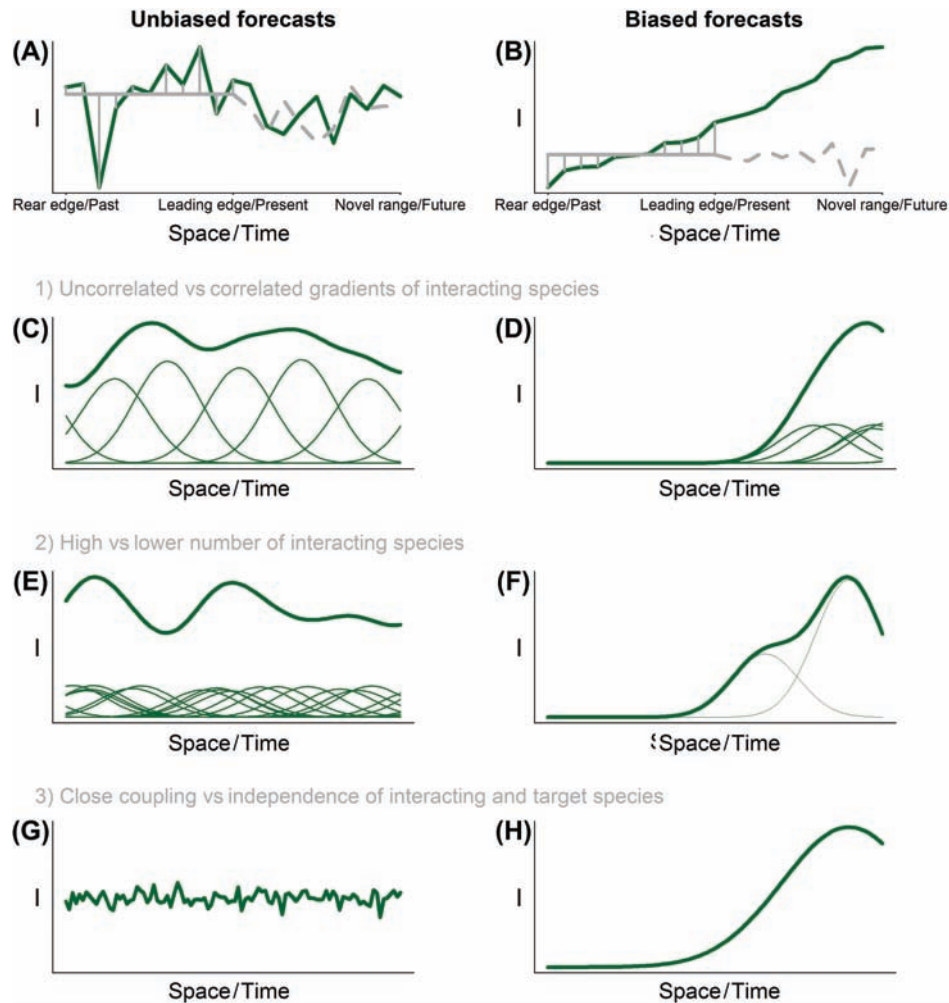 Unbiased forecasts
Biased forecasts
(A)
(B)
I
I
Rear edge/Past Leading edge/Present Novel range/Future
Rear edge/Past Leading edge/Present Novel range/Future
Space/Time
Space/Time
1) Uncorrelated vs correlated gradients of interacting species
(C)
(D)
I
I
Space/Time
Space/Time
2) High vs lower number of interacting species
(E)
(F)
I
I
Space/Time
Space/Time
3) Close coupling vs independence of interacting and target species
(G)
(H)
I
I
Space/Time
Space/Time